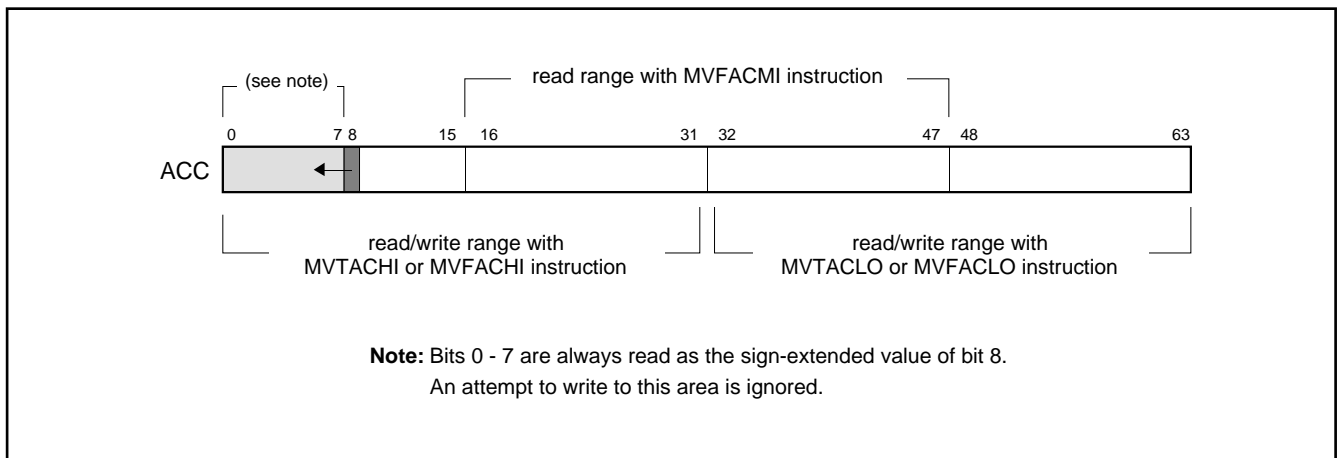 (see note)
read range with MVFACMI instruction
0 7 8 15 16 31 32 47 48 63
ACC
read/write range with
MVTACHI or MVFACHI instruction
read/write range with
MVTACLO or MVFACLO instruction
Note: Bits 0 - 7 are always read as the sign-extended value of bit 8.
An attempt to write to this area is ignored.